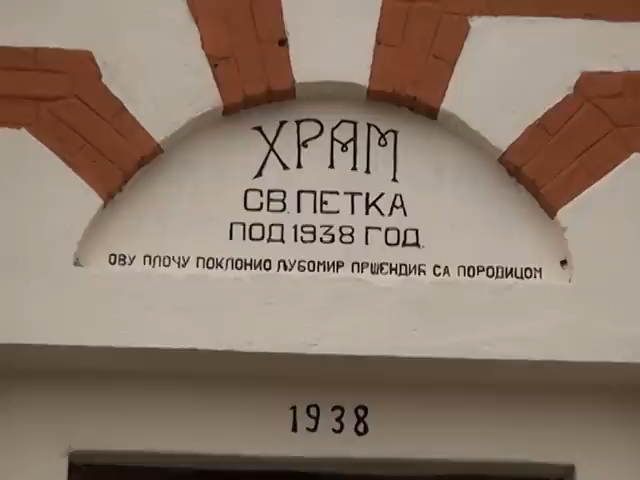 ХРАМ
СВ. ПЕТКА
ПОД 1938 ГОД.
ОВУ ПЛОЧУ ПОКЛОНИО ЉУБОМИР ПРШЕНДИЋ СА ПОРОДИЦОМ
1938